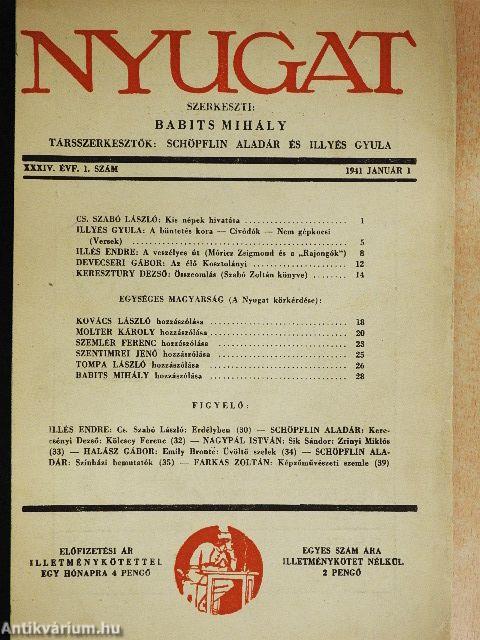 NYUGAT
SZERKESZTI:
BABITS MIHÁLY
TÁRSSZERKESZTŐK: SCHÖPFLIN ALADÁR ÉS ILLYÉS GYULA
XXXIV. ÉVF. 1. SZÁM 1941 JANUÁR 1
CS. SZABÓ LÁSZLÓ: Kis népek hivatása 1
ILLYÉS GYULA: A büntetés kora — Civódók — Nem gépkocsi
(Versek) 5
ILLÉS ENDRE: A veszélyes út (Móricz Zsigmond és a „Rajongók") 8
DEVECSERI GÁBOR: Az élő Kosztolányi 12
KERESZTURY DEZSŐ: Összeomlás (Szabó Zoltán könyve) 14
EGYSÉGES MAGYARSÁG (A Nyugat körkérdése):
KOVÁCS LÁSZLÓ hozzászólása 18
MOLTER KÁROLY hozzászólása 20
SZEMLÉR FERENC hozzászólása 23
SZENTIMREI JENŐ hozzászólása 25
TOMPA LÁSZLÓ hozzászólása 26
BABITS MIHÁLY hozzászólása 28
FIGYELŐ:
ILLÉS ENDRE: Cs. Szabó László: Erdélyben (30) — SCHÖPFLIN ALADÁR: Kere-
csényi Dezső: Kölcsey Ferenc (32) — NAGYPÁL ISTVÁN: Sik Sándor: Zrinyi Miklós
(33) — HALÁSZ GÁBOR: Emily Brontë: Üvöltő szelek (34) — SCHÖPFLIN ALA-
DÁR: Színházi bemutatók (35) — FARKAS ZOLTÁN: Képzőművészeti szemle (39)
ELŐFIZETÉSI ÁR
ILLETMÉNYKÖTETTEL
EGY HÓNAPRA 4 PENGŐ
EGYES SZÁM ÁRA
ILLETMÉNYKÖTET NÉLKÜL
2 PENGŐ
Antikvárium.hu